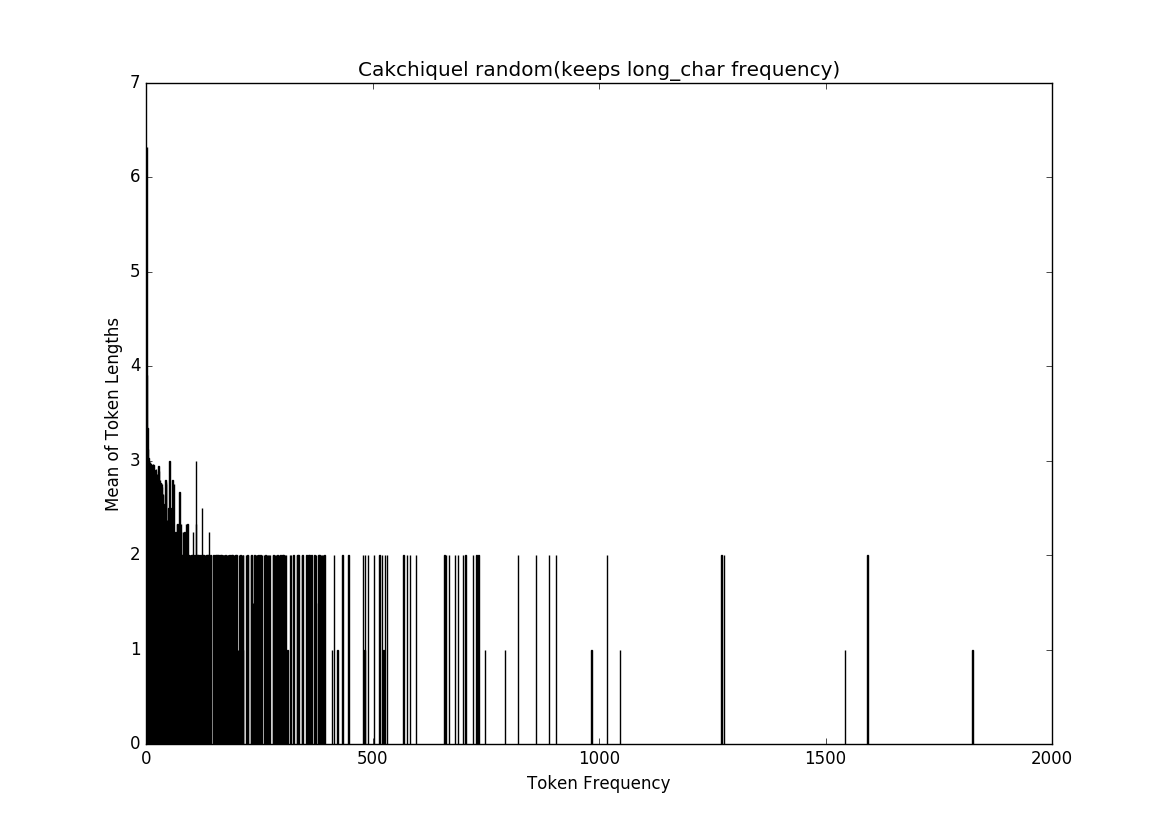 Cakchiquel random(keeps long_char frequency)
7
6
5
4
3
2
1
0
Mean of Token Lengths
0 500 1000 1500 2000
Token Frequency